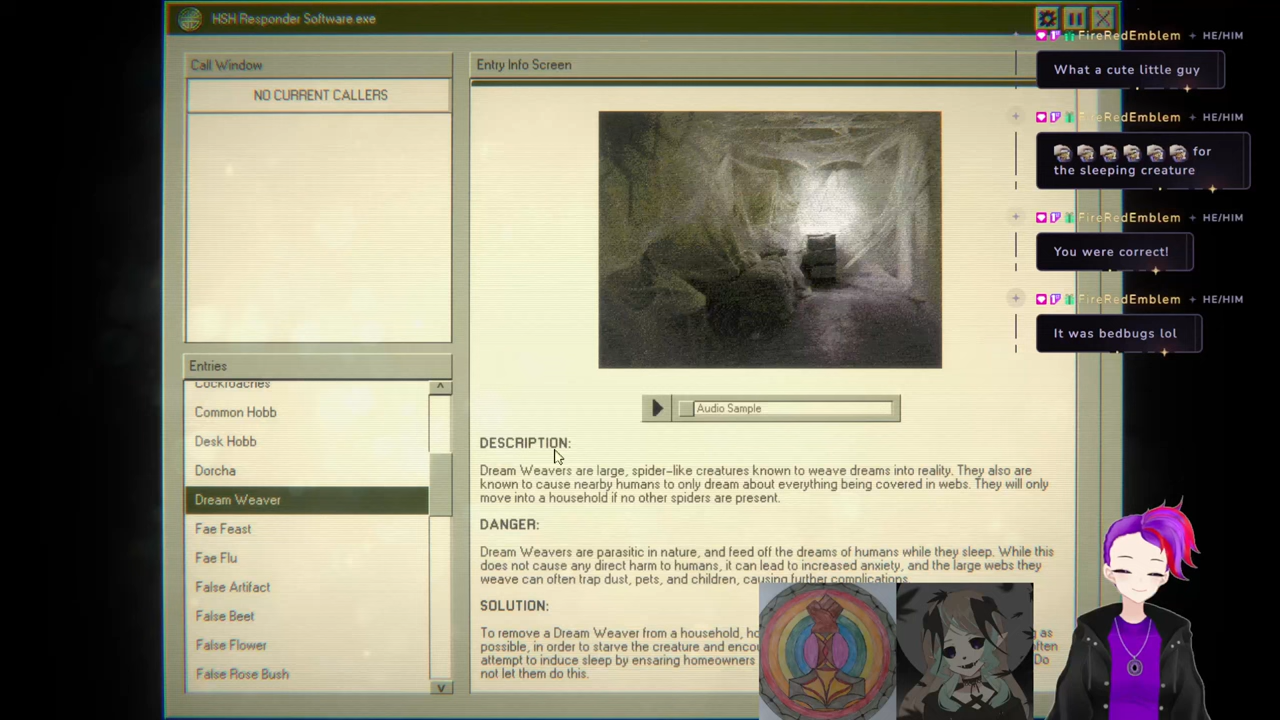 HSH Responder Software.exe
Call Window
NO CURRENT CALLERS
Entries
Cockroaches
Common Hobb
Desk Hobb
Dorcha
Dream Weaver
Fae Feast
Fae Flu
False Artifact
False Beet
False Flower
False Rose Bush
Entry Info Screen
Audio Sample
DESCRIPTION:
Dream Weavers are large, spider-like creatures known to weave dreams into reality. They also are
known to cause nearby humans to only dream about everything being covered in webs. They will only
move into a household if no other spiders are present.
DANGER:
Dream Weavers are parasitic in nature, and feed off the dreams of humans while they sleep. While this
does not cause any direct harm to humans, it can lead to increased anxiety, and the large webs they
weave can often trap dust, pets, and children, causing further complications.
SOLUTION:
To remove a Dream Weaver from a household, ho as
possible, in order to starve the creature and encou often
attempt to induce sleep by ensnaring homeowners Do
not let them do this.
FireRedEmblem + HE/HIM
What a cute little guy
FireRedEmblem + HE/HIM
for
the sleeping creature
FireRedEmblem + HE/HIM
You were correct!
FireRedEmblem + HE/HIM
It was bedbugs lol